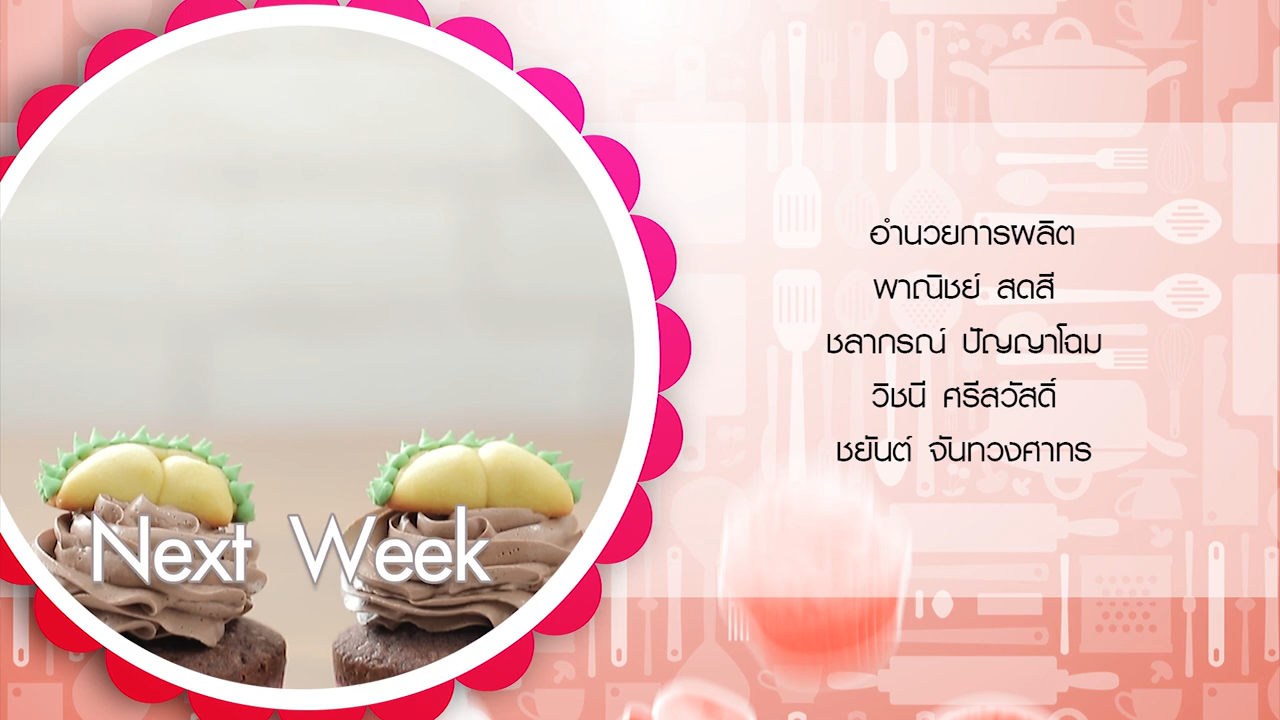 อำนวยการผลิต
พาณิชย์ สดสี
ชลากรณ์ ปัญญาโฉม
วิชนี ศรีสวัสดิ์
ชยันต์ จันทวงศาทร
Next Week